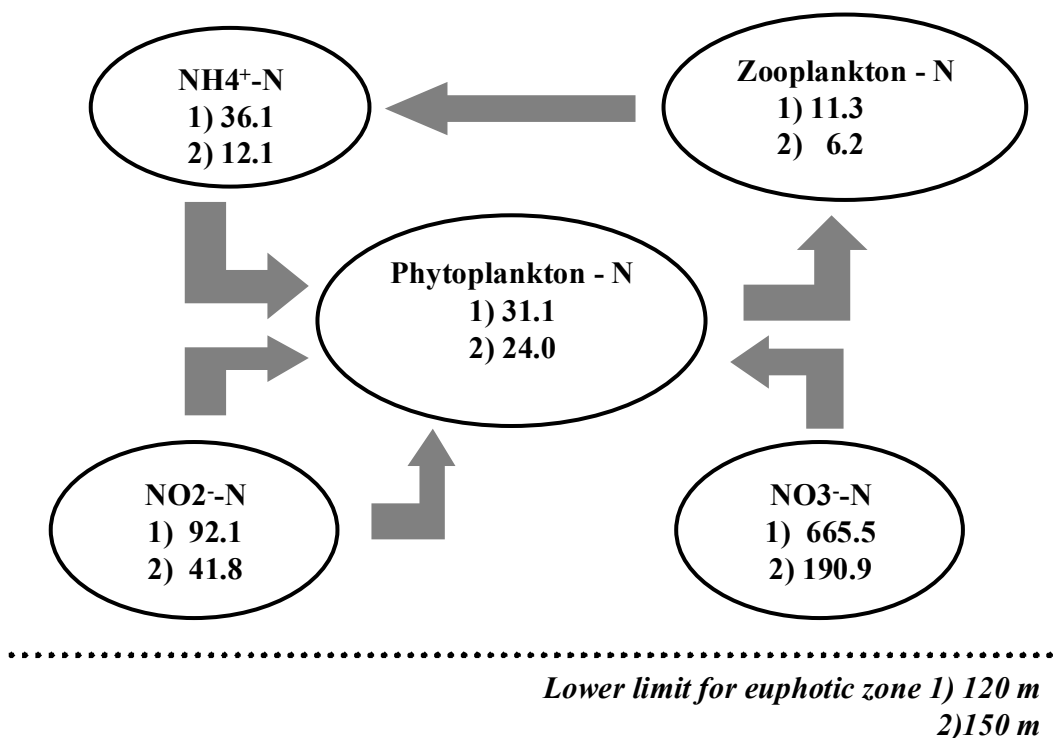 NH4⁺-N
1) 36.1
2) 12.1
Zooplankton - N
1) 11.3
2) 6.2
Phytoplankton - N
1) 31.1
2) 24.0
NO2⁻-N
1) 92.1
2) 41.8
NO3⁻-N
1) 665.5
2) 190.9
Lower limit for euphotic zone 1) 120 m
2)150 m